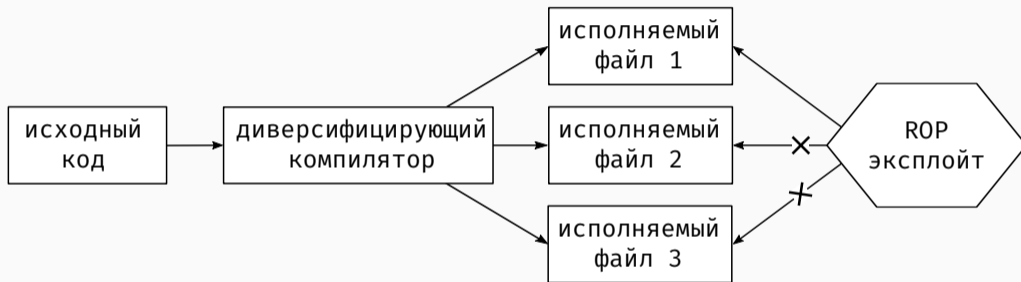 исходный
код
диверсифицирующий
компилятор
исполняемый
файл 1
исполняемый
файл 2
исполняемый
файл 3
ROP
эксплойт